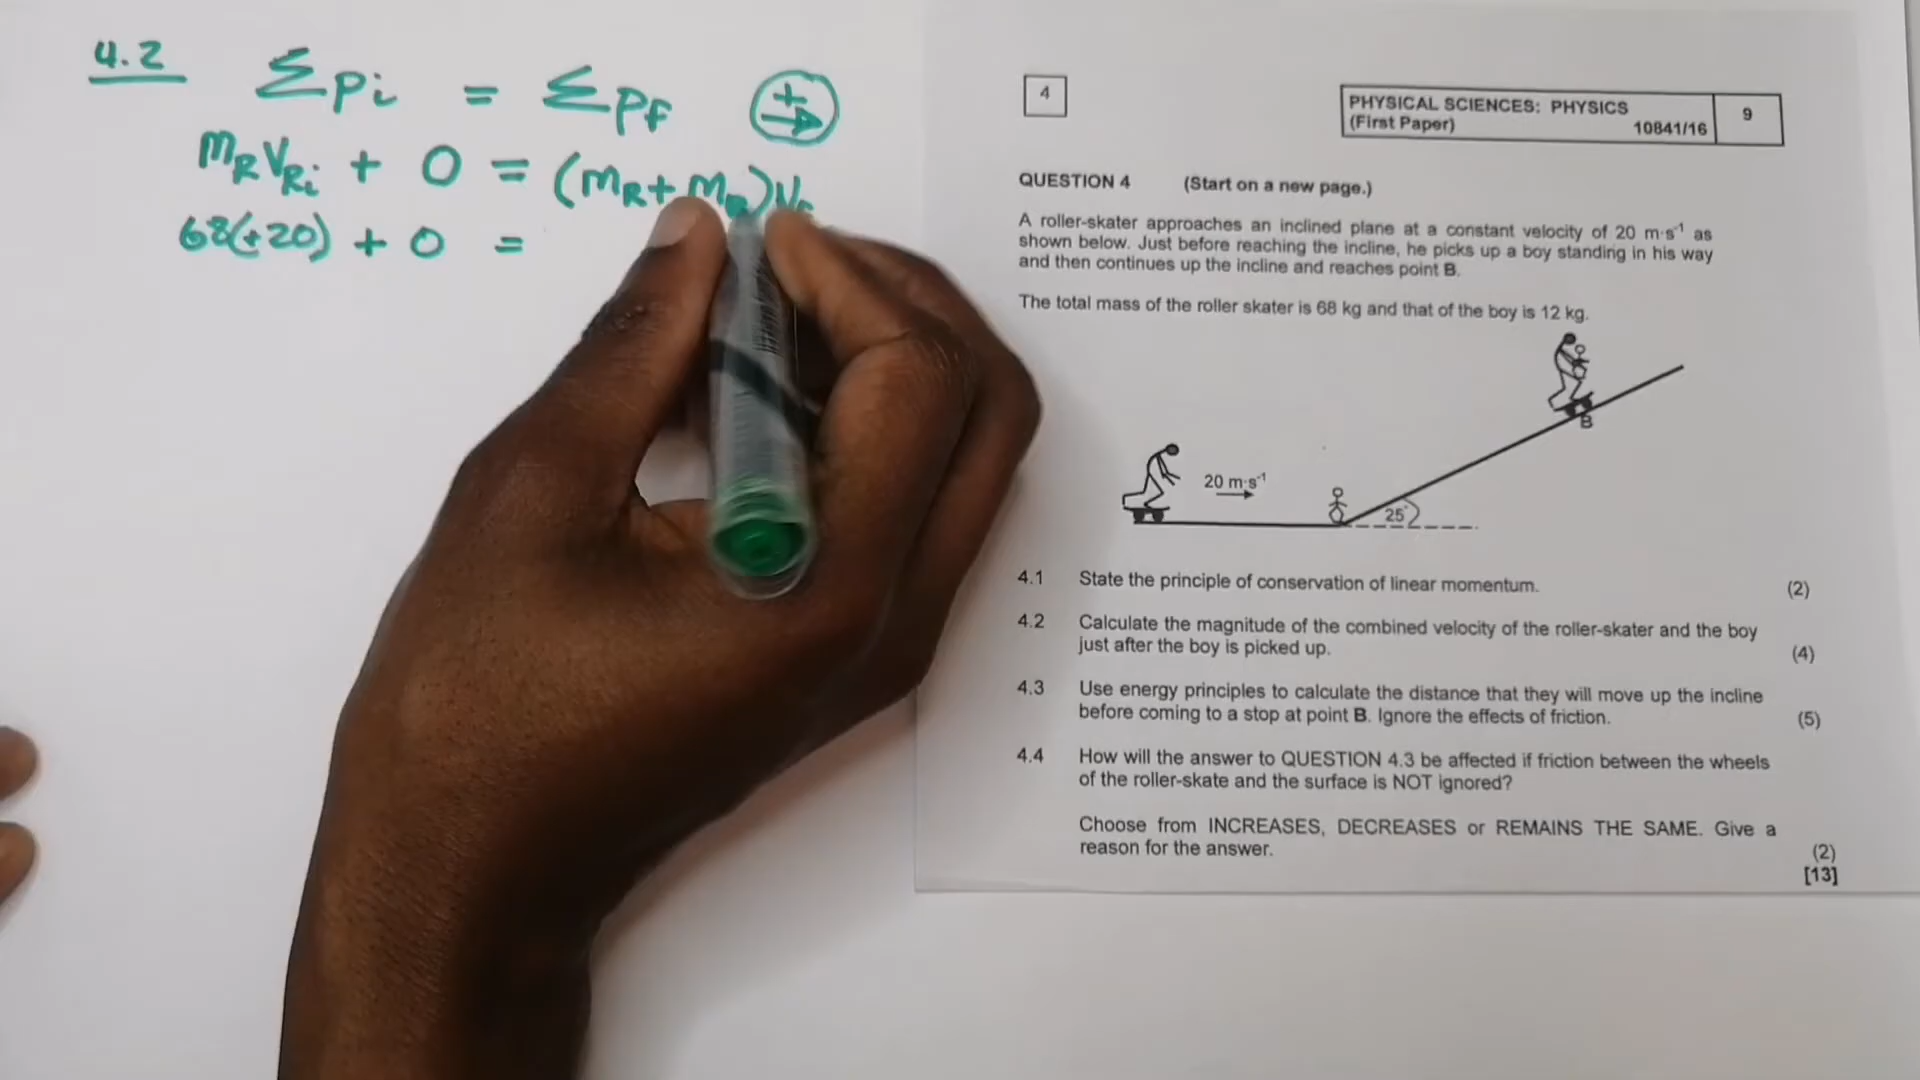 4.2 Σpi = Σpf +
mRVRi + 0 = (mR + mB)Vf
68(+20) + 0 =
4
PHYSICAL SCIENCES: PHYSICS
(First Paper) 10841/16
9
QUESTION 4 (Start on a new page.)
A roller-skater approaches an inclined plane at a constant velocity of 20 m·s⁻¹ as
shown below. Just before reaching the incline, he picks up a boy standing in his way
and then continues up the incline and reaches point B.
The total mass of the roller skater is 68 kg and that of the boy is 12 kg.
B
20 m·s⁻¹
25°
4.1 State the principle of conservation of linear momentum. (2)
4.2 Calculate the magnitude of the combined velocity of the roller-skater and the boy
just after the boy is picked up. (4)
4.3 Use energy principles to calculate the distance that they will move up the incline
before coming to a stop at point B. Ignore the effects of friction. (5)
4.4 How will the answer to QUESTION 4.3 be affected if friction between the wheels
of the roller-skate and the surface is NOT ignored?
Choose from INCREASES, DECREASES or REMAINS THE SAME. Give a
reason for the answer. (2)
[13]